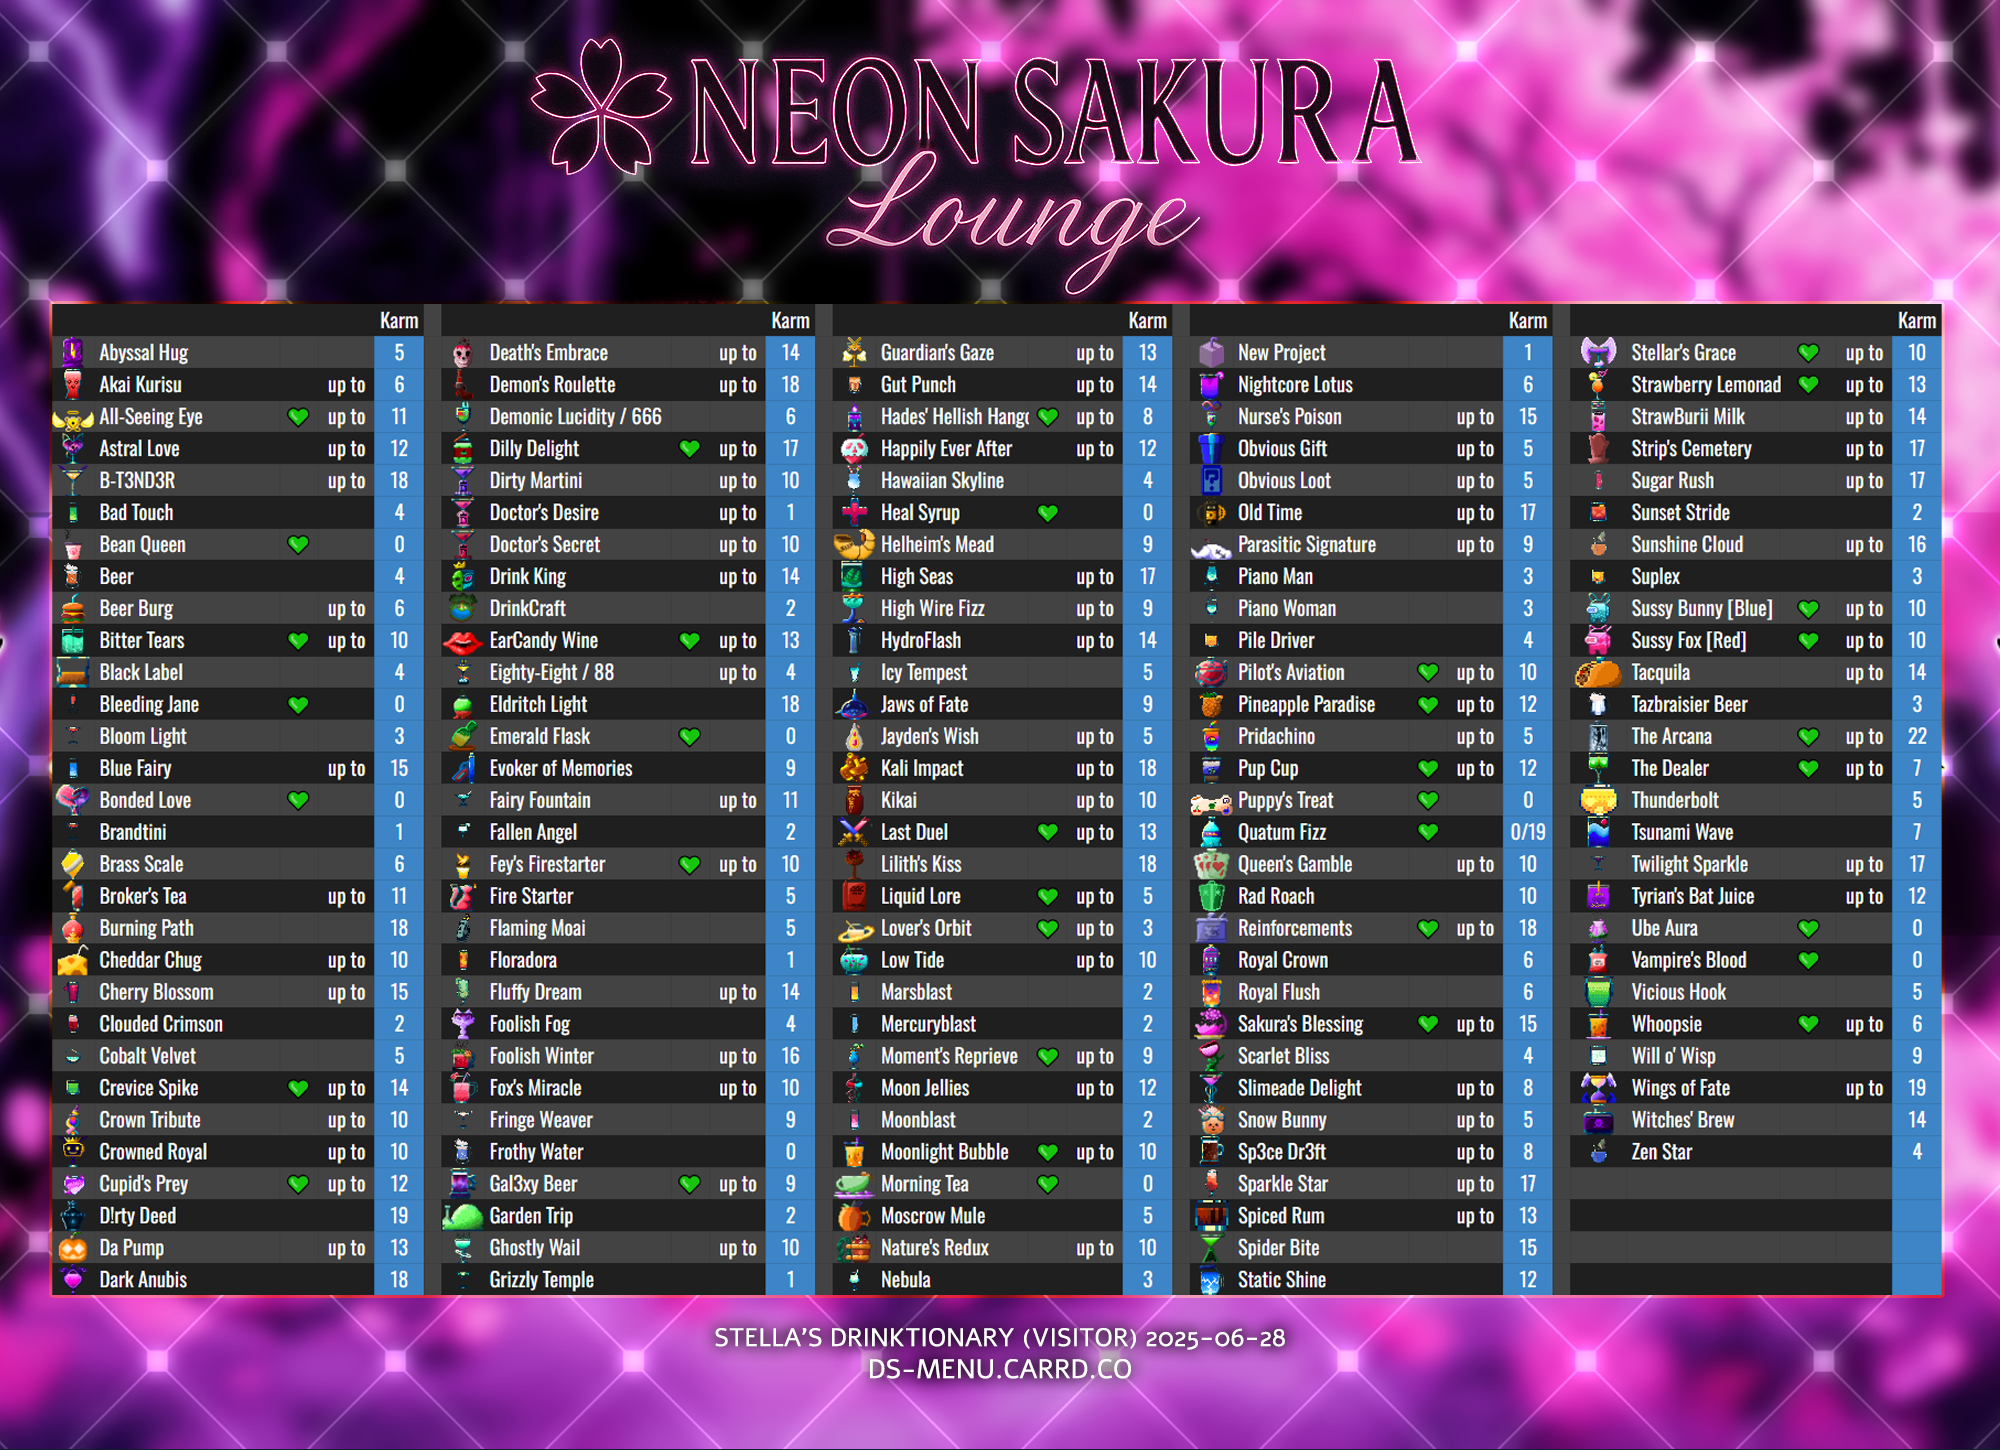 NEON SAKURA
Lounge
Karm
Abyssal Hug 5
Akai Kurisu up to 6
All-Seeing Eye up to 11
Astral Love up to 12
B-T3ND3R up to 18
Bad Touch 4
Bean Queen 0
Beer 4
Beer Burg up to 6
Bitter Tears up to 10
Black Label 4
Bleeding Jane 0
Bloom Light 3
Blue Fairy up to 15
Bonded Love 0
Brandtini 1
Brass Scale 6
Broker's Tea up to 11
Burning Path 18
Cheddar Chug up to 10
Cherry Blossom up to 15
Clouded Crimson 2
Cobalt Velvet 5
Crevice Spike up to 14
Crown Tribute up to 10
Crowned Royal up to 10
Cupid's Prey up to 12
D!rty Deed 19
Da Pump up to 13
Dark Anubis 18
Karm
Death's Embrace up to 14
Demon's Roulette up to 18
Demonic Lucidity / 666 6
Dilly Delight up to 17
Dirty Martini up to 10
Doctor's Desire up to 1
Doctor's Secret up to 10
Drink King up to 14
DrinkCraft 2
EarCandy Wine up to 13
Eighty-Eight / 88 up to 4
Eldritch Light 18
Emerald Flask 0
Evoker of Memories 9
Fairy Fountain up to 11
Fallen Angel 2
Fey's Firestarter up to 10
Fire Starter 5
Flaming Moai 5
Floradora 1
Fluffy Dream up to 14
Foolish Fog 4
Foolish Winter up to 16
Fox's Miracle up to 10
Fringe Weaver 9
Frothy Water 0
Gal3xy Beer up to 9
Garden Trip 2
Ghostly Wail up to 10
Grizzly Temple 1
Karm
Guardian's Gaze up to 13
Gut Punch up to 14
Hades' Hellish Hango up to 8
Happily Ever After up to 12
Hawaiian Skyline 4
Heal Syrup 0
Helheim's Mead 9
High Seas up to 17
High Wire Fizz up to 9
HydroFlash up to 14
Icy Tempest 5
Jaws of Fate 9
Jayden's Wish up to 5
Kali Impact up to 18
Kikai up to 10
Last Duel up to 13
Lilith's Kiss 18
Liquid Lore up to 5
Lover's Orbit up to 3
Low Tide up to 10
Marsblast 2
Mercuryblast 2
Moment's Reprieve up to 9
Moon Jellies up to 12
Moonblast 2
Moonlight Bubble up to 10
Morning Tea 0
Moscrow Mule 5
Nature's Redux up to 10
Nebula 3
Karm
New Project 1
Nightcore Lotus 6
Nurse's Poison up to 15
Obvious Gift up to 5
Obvious Loot up to 5
Old Time up to 17
Parasitic Signature up to 9
Piano Man 3
Piano Woman 3
Pile Driver 4
Pilot's Aviation up to 10
Pineapple Paradise up to 12
Pridachino up to 5
Pup Cup up to 12
Puppy's Treat 0
Quatum Fizz 0/19
Queen's Gamble up to 10
Rad Roach 10
Reinforcements up to 18
Royal Crown 6
Royal Flush 6
Sakura's Blessing up to 15
Scarlet Bliss 4
Slimeade Delight up to 8
Snow Bunny up to 5
Sp3ce Dr3ft up to 8
Sparkle Star up to 17
Spiced Rum up to 13
Spider Bite 15
Static Shine 12
Karm
Stellar's Grace up to 10
Strawberry Lemonad up to 13
StrawBurii Milk up to 14
Strip's Cemetery up to 17
Sugar Rush up to 17
Sunset Stride 2
Sunshine Cloud up to 16
Suplex 3
Sussy Bunny [Blue] up to 10
Sussy Fox [Red] up to 10
Tacquila up to 14
Tazbraisier Beer 3
The Arcana up to 22
The Dealer up to 7
Thunderbolt 5
Tsunami Wave 7
Twilight Sparkle up to 17
Tyrian's Bat Juice up to 12
Ube Aura 0
Vampire's Blood 0
Vicious Hook 5
Whoopsie up to 6
Will o' Wisp 9
Wings of Fate up to 19
Witches' Brew 14
Zen Star 4
STELLA'S DRINKTIONARY (VISITOR) 2025-06-28
DS-MENU.CARRD.CO